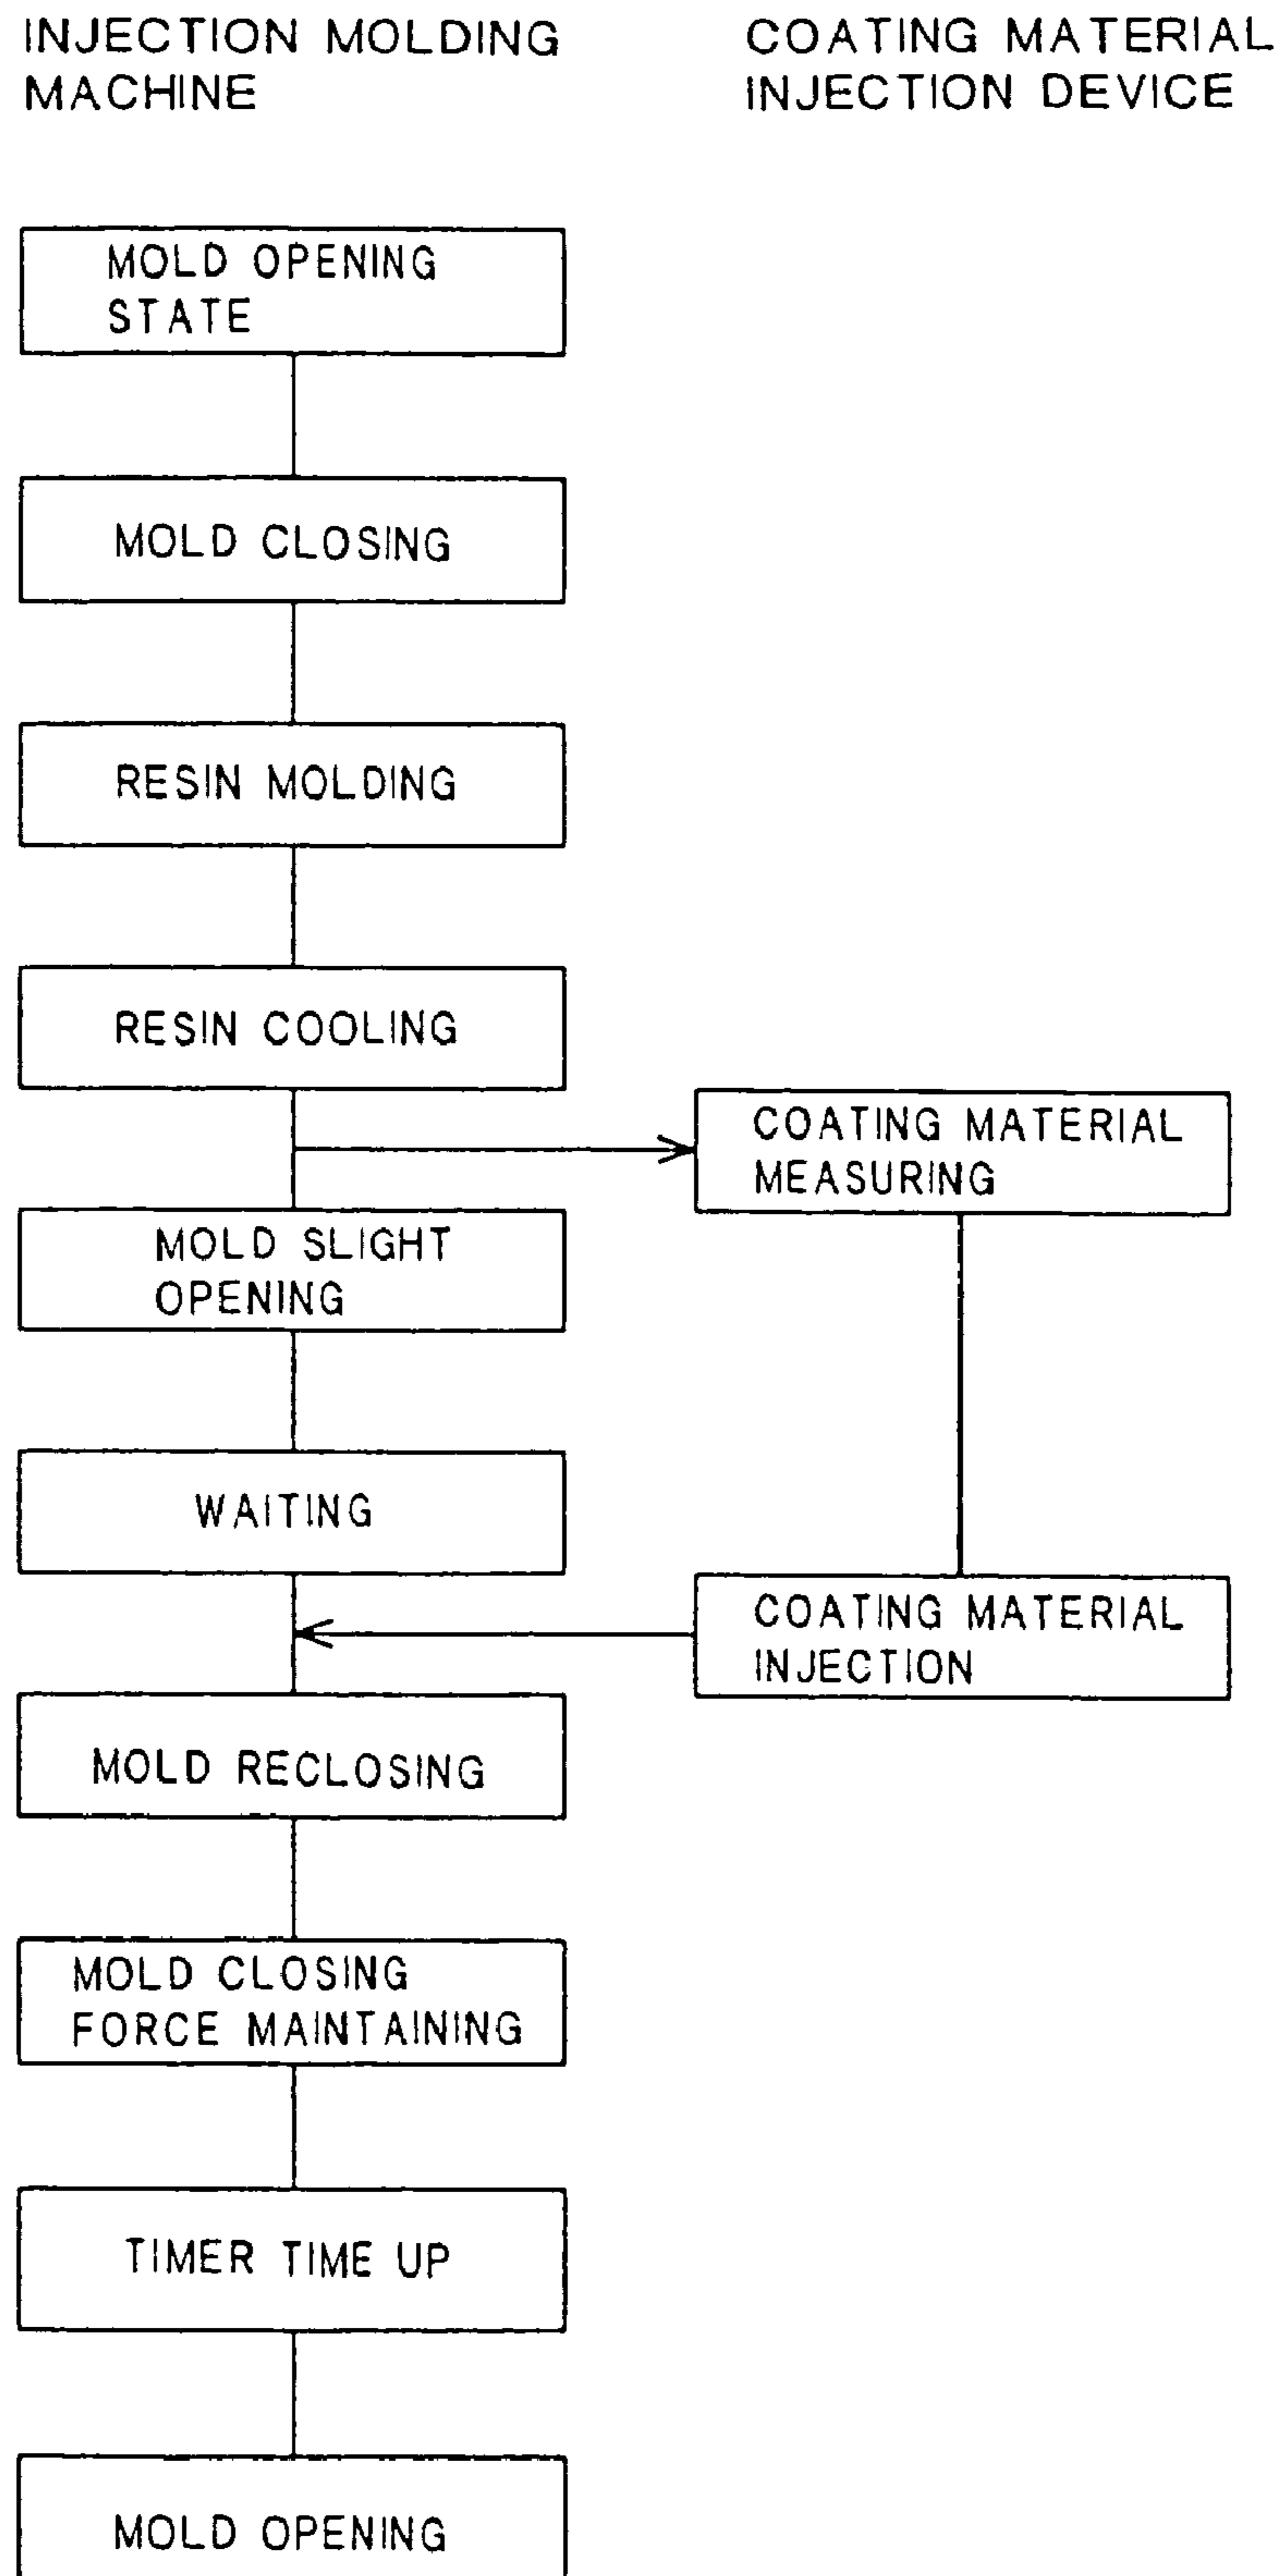 INJECTION MOLDING
MACHINE
COATING MATERIAL
INJECTION DEVICE
MOLD OPENING
STATE
MOLD CLOSING
RESIN MOLDING
RESIN COOLING
COATING MATERIAL
MEASURING
MOLD SLIGHT
OPENING
WAITING
COATING MATERIAL
INJECTION
MOLD RECLOSING
MOLD CLOSING
FORCE MAINTAINING
TIMER TIME UP
MOLD OPENING